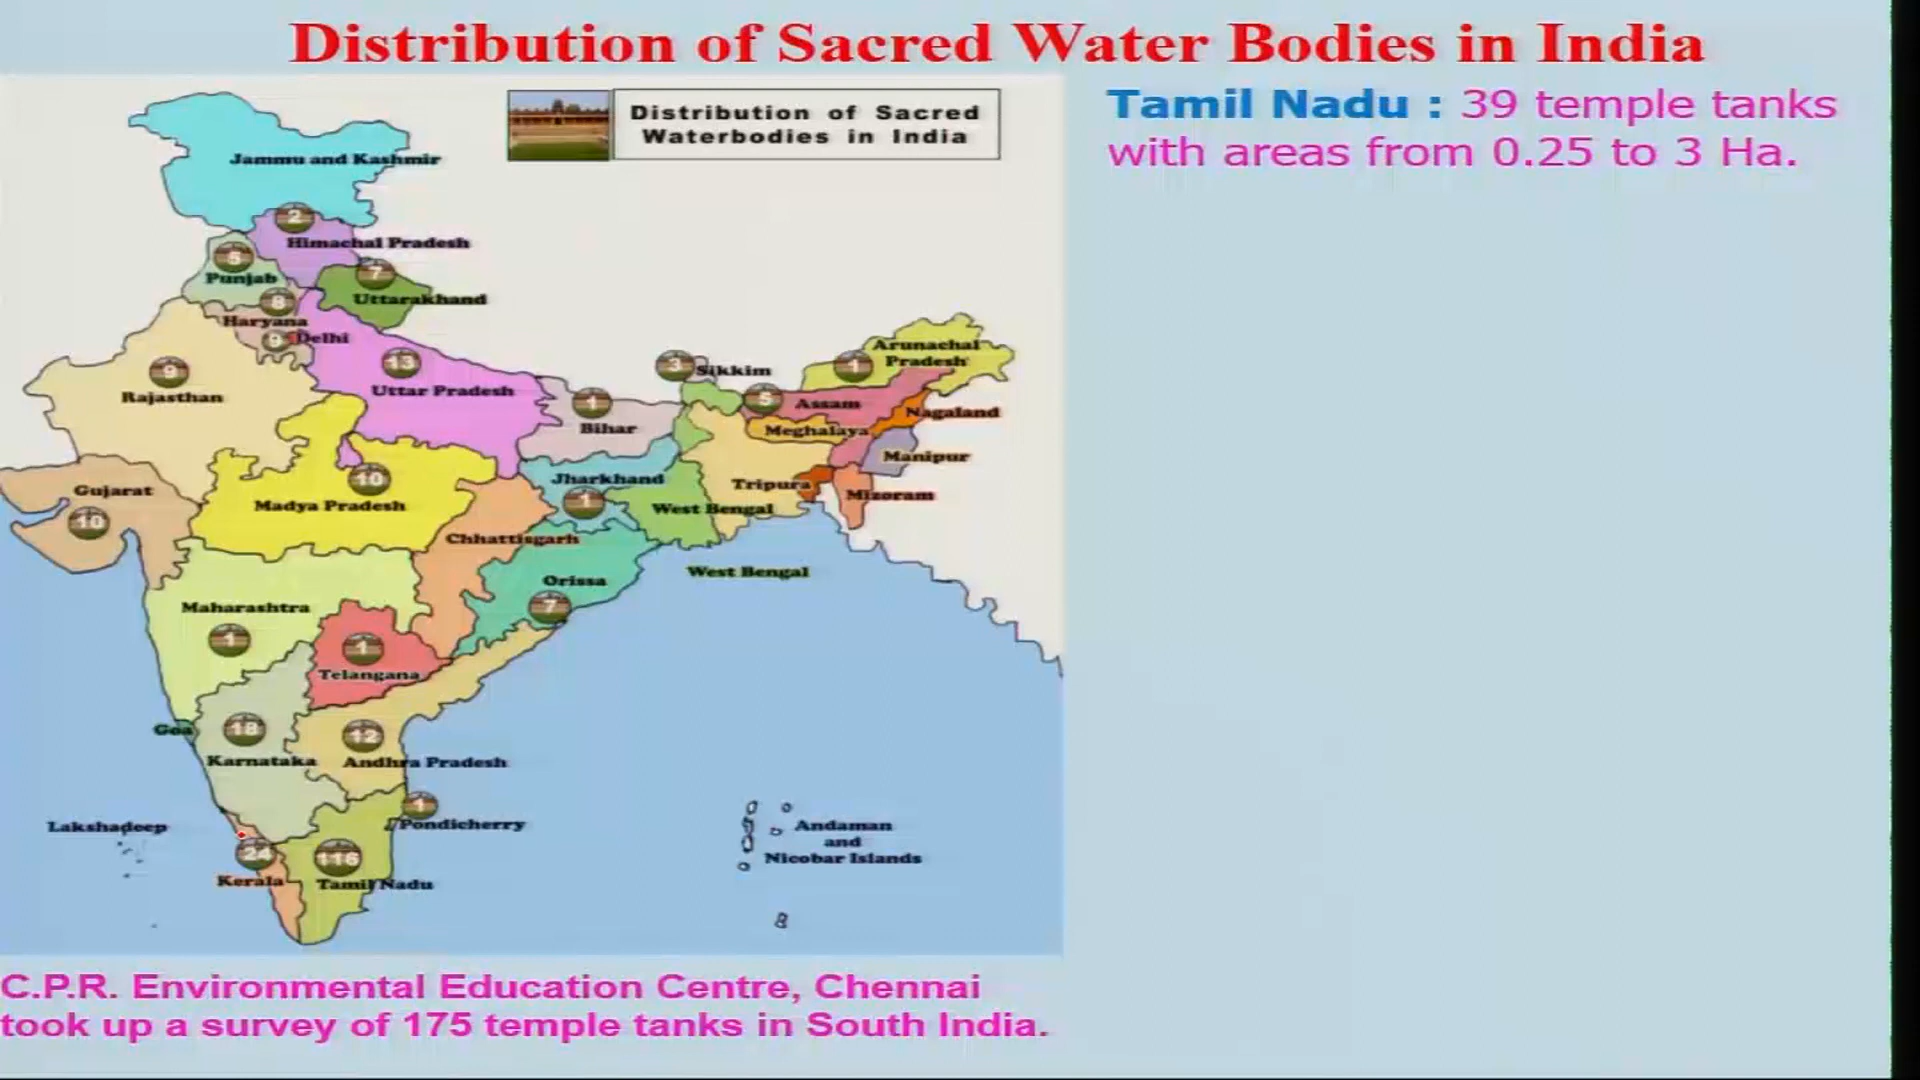 Distribution of Sacred Water Bodies in India
Distribution of Sacred
Waterbodies in India
Tamil Nadu : 39 temple tanks
with areas from 0.25 to 3 Ha.
Jammu and Kashmir
2
Himachal Pradesh
Punjab
7
Uttarakhand
8
Haryana
9
Delhi
9
Rajasthan
13
Uttar Pradesh
1
Bihar
3
Sikkim
Arunachal
Pradesh
1
5
Assam
Nagaland
Meghalaya
Manipur
Tripura
Mizoram
10
Gujarat
10
Madya Pradesh
Jharkhand
1
West Bengal
Chhattisgarh
Orissa
7
West Bengal
Maharashtra
1
1
Telangana
Goa
18
Karnataka
12
Andhra Pradesh
1
Pondicherry
Lakshadeep
24
Kerala
116
Tamil Nadu
Andaman
and
Nicobar Islands
C.P.R. Environmental Education Centre, Chennai
took up a survey of 175 temple tanks in South India.